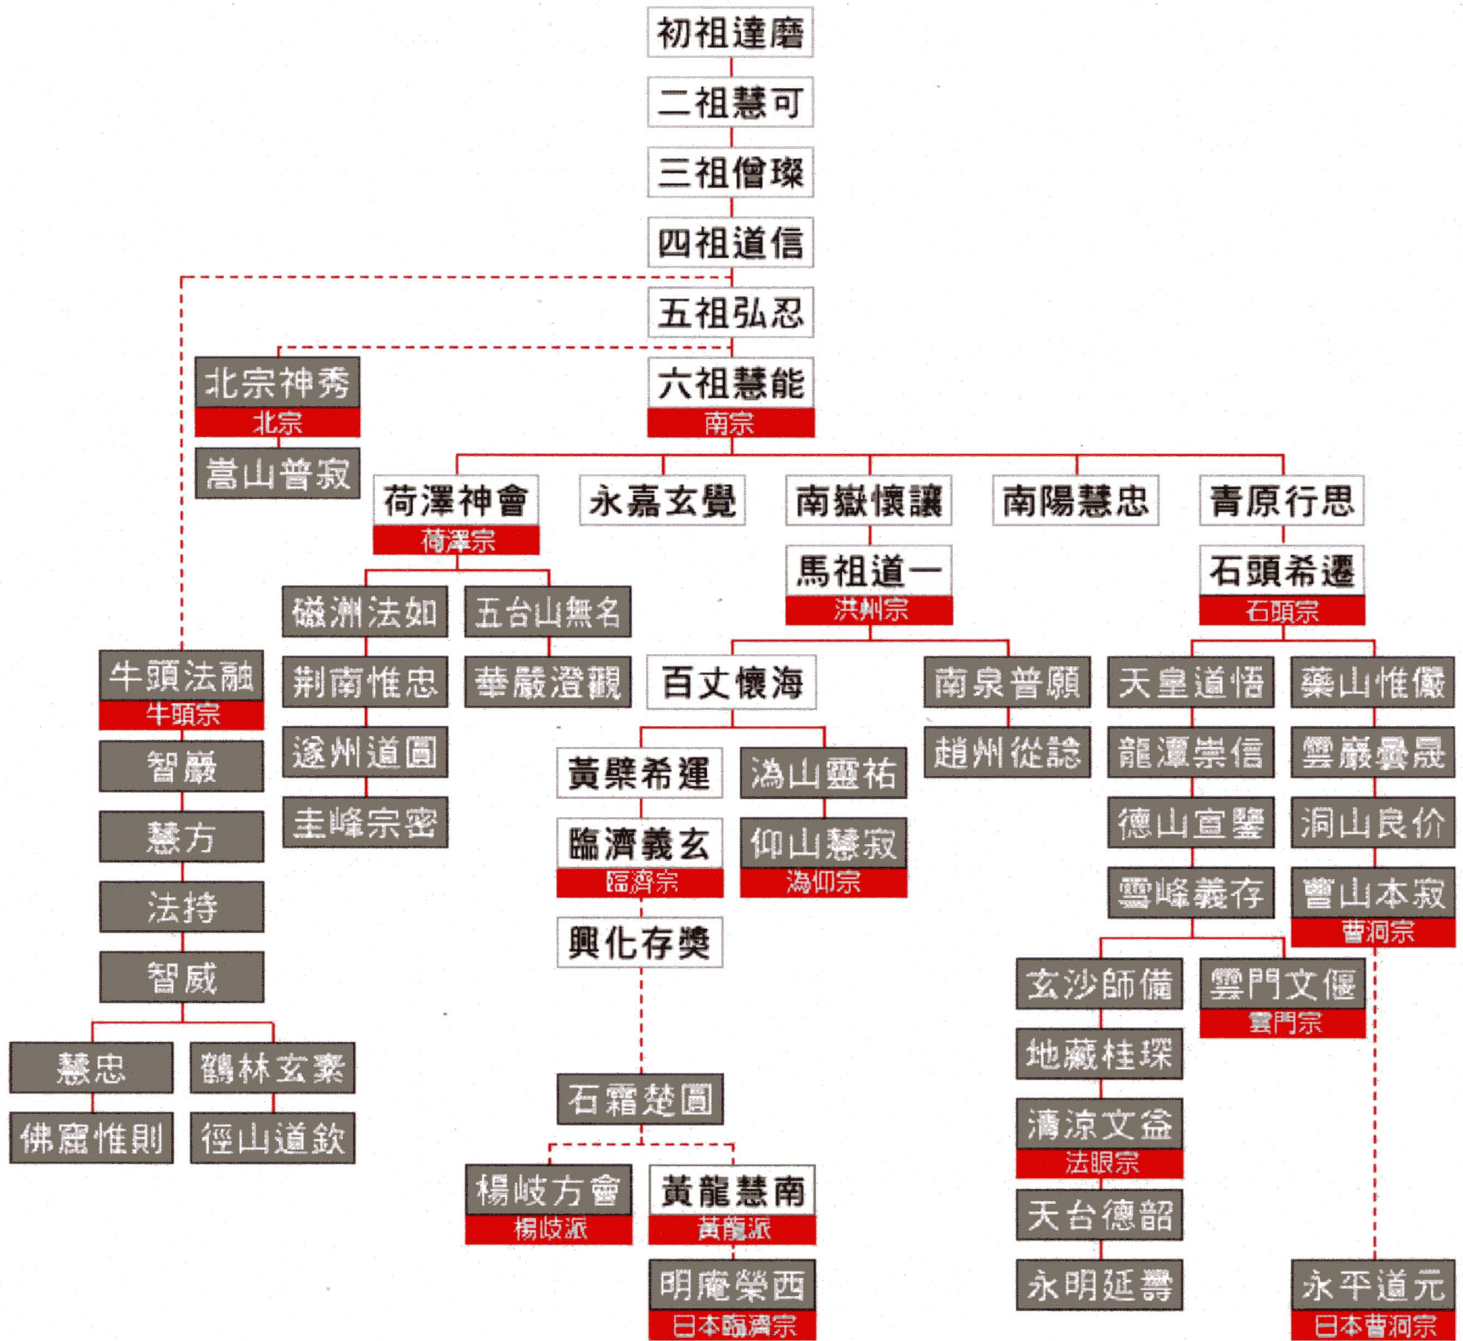 初祖達磨
二祖慧可
三祖僧璨
四祖道信
五祖弘忍
北宗神秀
北宗
六祖慧能
南宗
嵩山普寂
荷澤神會
荷澤宗
永嘉玄覺
南嶽懷讓
南陽慧忠
青原行思
馬祖道一
洪州宗
石頭希遷
石頭宗
磁洲法如
五台山無名
牛頭法融
牛頭宗
荆南惟忠
華嚴澄觀
百丈懷海
南泉普願
天皇道悟
藥山惟儼
智巖
遂州道圓
黃檗希運
溈山靈祐
趙州從諗
龍潭崇信
雲巖曇晟
慧方
圭峰宗密
臨濟義玄
臨濟宗
仰山慧寂
溈仰宗
德山宣鑒
洞山良价
法持
興化存獎
雪峰義存
曹山本寂
曹洞宗
智威
玄沙師備
雲門文偃
雲門宗
慧忠
鶴林玄素
石霜楚圓
地藏桂琛
佛窟惟則
徑山道欽
清涼文益
法眼宗
楊岐方會
楊岐派
黃龍慧南
黃龍派
天台德韶
明庵榮西
日本臨濟宗
永明延壽
永平道元
日本曹洞宗